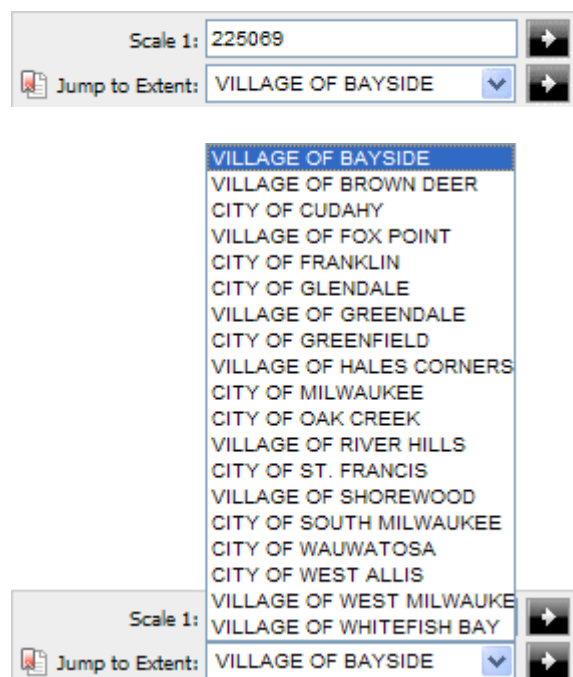 Scale 1: 225069
Jump to Extent: VILLAGE OF BAYSIDE
VILLAGE OF BAYSIDE
VILLAGE OF BROWN DEER
CITY OF CUDAHY
VILLAGE OF FOX POINT
CITY OF FRANKLIN
CITY OF GLENDALE
VILLAGE OF GREENDALE
CITY OF GREENFIELD
VILLAGE OF HALES CORNERS
CITY OF MILWAUKEE
CITY OF OAK CREEK
VILLAGE OF RIVER HILLS
CITY OF ST. FRANCIS
VILLAGE OF SHOREWOOD
CITY OF SOUTH MILWAUKEE
CITY OF WAUWATOSA
CITY OF WEST ALLIS
VILLAGE OF WEST MILWAUKE
VILLAGE OF WHITEFISH BAY
Scale 1:
Jump to Extent: VILLAGE OF BAYSIDE